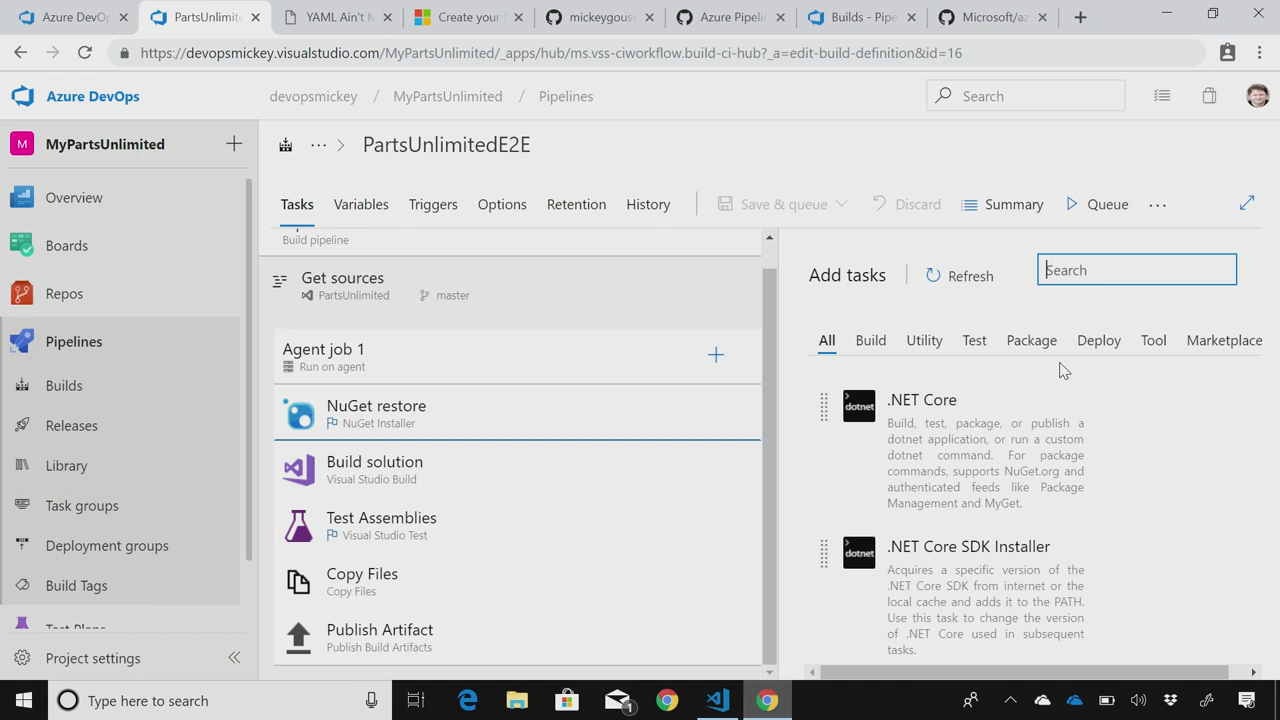 Azure DevO
PartsUnlimite
YAML Ain't M
Create your
mickeygouss
Azure Pipelin
Builds - Pipe
Microsoft/az
https://devopsmickey.visualstudio.com/MyPartsUnlimited/_apps/hub/ms.vss-ciworkflow.build-ci-hub?_a=edit-build-definition&id=16
Azure DevOps
devopsmickey / MyPartsUnlimited / Pipelines
Search
M
MyPartsUnlimited
Overview
Boards
Repos
Pipelines
Builds
Releases
Library
Task groups
Deployment groups
Build Tags
Test Plans
Project settings
... > PartsUnlimitedE2E
Tasks
Variables
Triggers
Options
Retention
History
Save & queue
Discard
Summary
Queue
...
Build pipeline
Get sources
PartsUnlimited
master
Agent job 1
Run on agent
NuGet restore
NuGet Installer
Build solution
Visual Studio Build
Test Assemblies
Visual Studio Test
Copy Files
Copy Files
Publish Artifact
Publish Build Artifacts
Add tasks
Refresh
Search
All
Build
Utility
Test
Package
Deploy
Tool
Marketplace
dotnet
.NET Core
Build, test, package, or publish a
dotnet application, or run a custom
dotnet command. For package
commands, supports NuGet.org and
authenticated feeds like Package
Management and MyGet.
dotnet
.NET Core SDK Installer
Acquires a specific version of the
.NET Core SDK from internet or the
local cache and adds it to the PATH.
Use this task to change the version
of .NET Core used in subsequent
tasks.
Type here to search
1